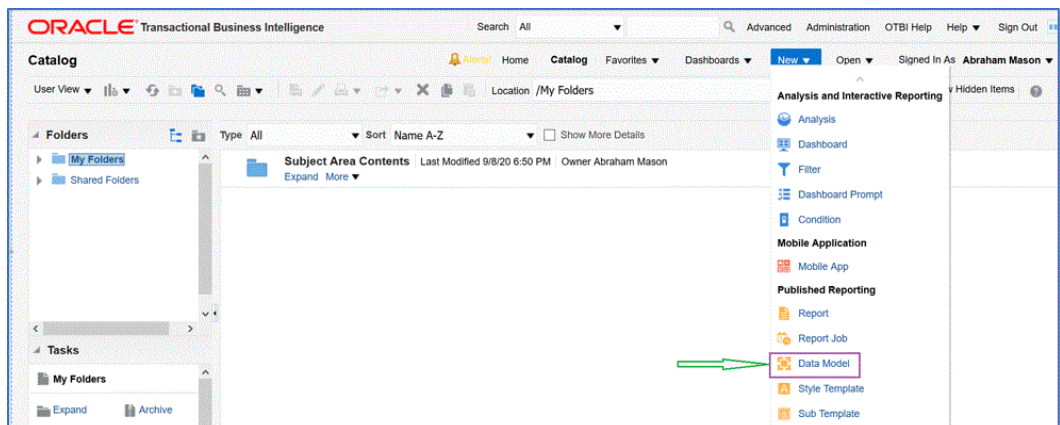 ORACLE Transactional Business Intelligence Search All Advanced Administration OTBI Help Help Sign Out
Catalog Alerts! Home Catalog Favorites Dashboards New Open Signed In As Abraham Mason
User View Location /My Folders Hidden Items
Folders Type All Sort Name A-Z Show More Details
My Folders
Shared Folders
Subject Area Contents Last Modified 9/8/20 6:50 PM Owner Abraham Mason
Expand More
Analysis and Interactive Reporting
Analysis
Dashboard
Filter
Dashboard Prompt
Condition
Mobile Application
Mobile App
Published Reporting
Report
Report Job
Data Model
Style Template
Sub Template
Tasks
My Folders
Expand Archive